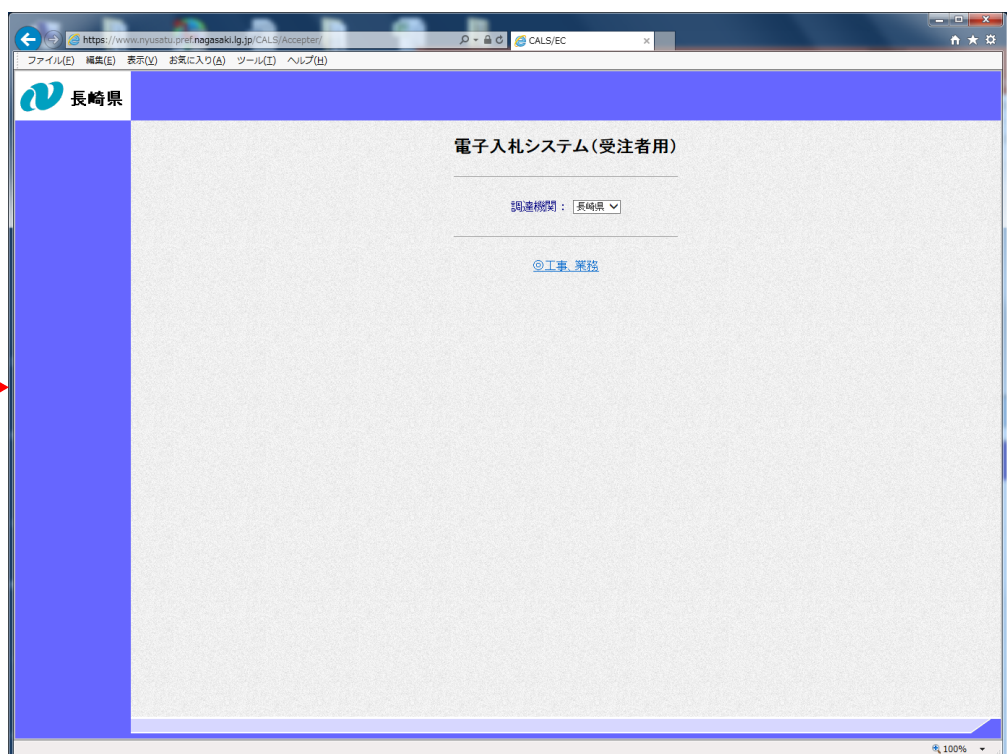 https://www.nyusatu.pref.nagasaki.lg.jp/CALS/Accepter/
CALS/EC
ファイル(F) 編集(E) 表示(V) お気に入り(A) ツール(T) ヘルプ(H)
長崎県
電子入札システム(受注者用)
調達機関： 長崎県
◎工事、業務
100%